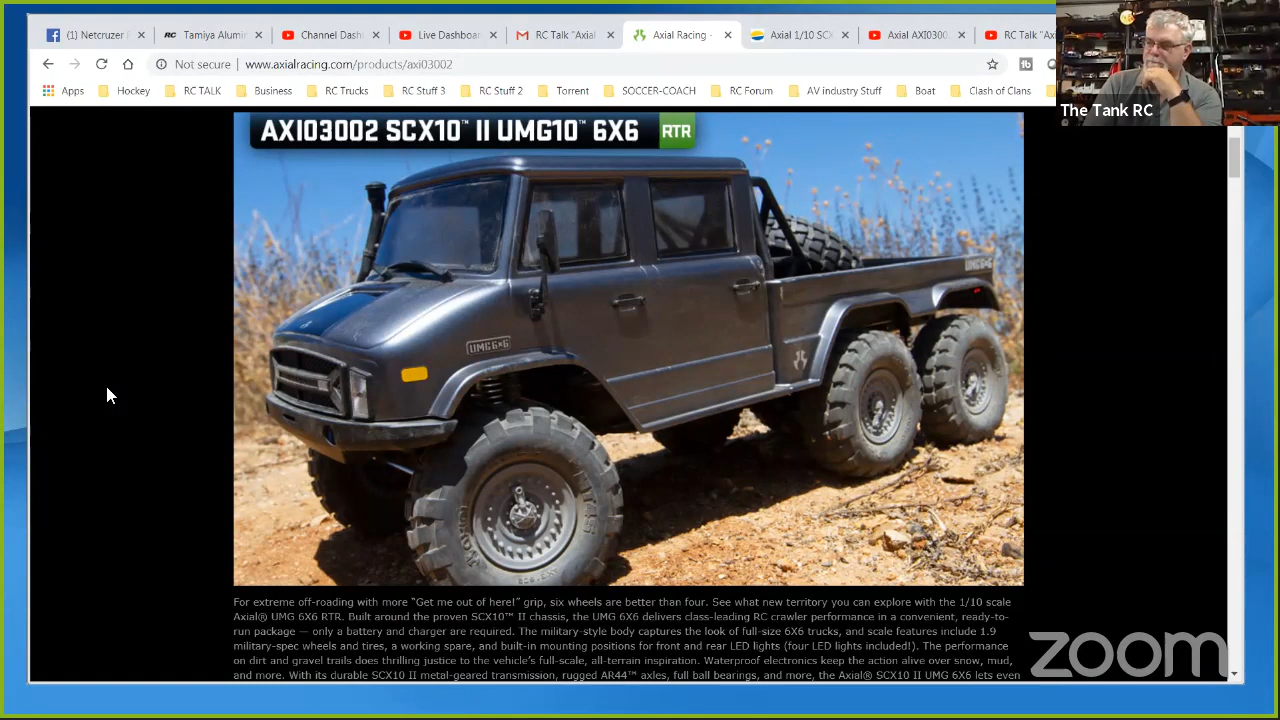 (1) Netcruzer
Tamiya Alumin
Channel Dash
Live Dashboar
RC Talk "Axial
Axial Racing -
Axial 1/10 SCX
Axial AXI0300
RC Talk "Ax
Not secure
www.axialracing.com/products/axi03002
Apps
Hockey
RC TALK
Business
RC Tru
RC Stuff 3
RC Stuff 2
Torrent
SOCCER-COACH
RC Forum
AV industry Stuff
Boat
Clash of Clans
The Tank RC
AXI03002 SCX10™ II UMG10™ 6X6 RTR
UMG6×6
UMG6×6
For extreme off-roading with more “Get me out of here!” grip, six wheels are better than four. See what new territory you can explore with the 1/10 scale
Axial® UMG 6X6 RTR. Built around the proven SCX10™ II chassis, the UMG 6X6 delivers class-leading RC crawler performance in a convenient, ready-to-
run package — only a battery and charger are required. The military-style body captures the look of full-size 6X6 trucks, and scale features include 1.9
military-spec wheels and tires, a working spare, and built-in mounting positions for front and rear LED lights (four LED lights included!). The performance
on dirt and gravel trails does thrilling justice to the vehicle’s full-scale, all-terrain inspiration. Waterproof electronics keep the action alive over snow, mud,
and more. With its durable SCX10 II metal-geared transmission, rugged AR44™ axles, full ball bearings, and more, the Axial® SCX10 II UMG 6X6 lets even
zoom